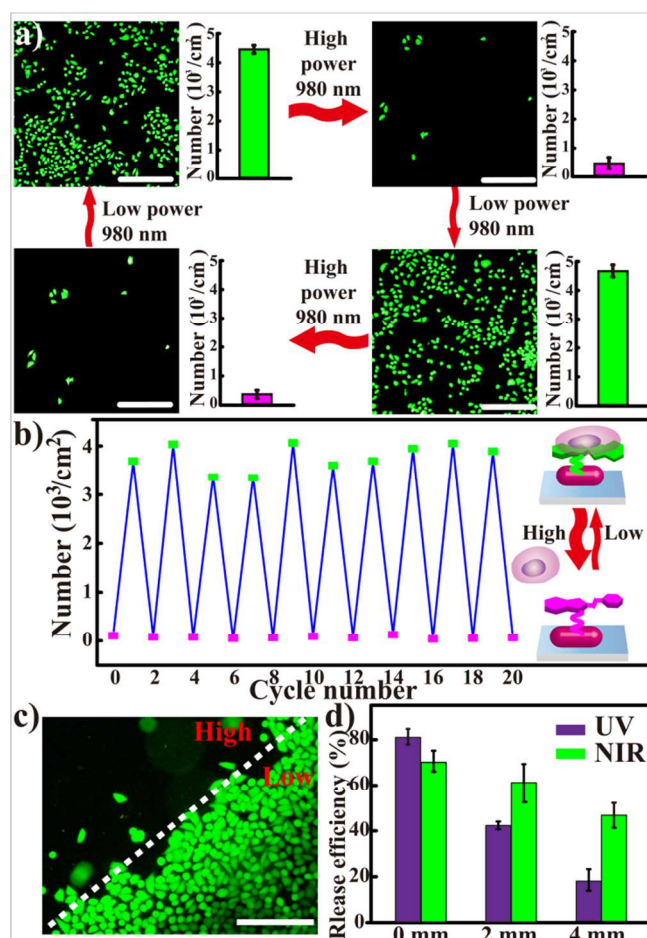 a)
Number (10³/cm²)
5
4
3
2
1
0
High
power
980 nm
Number (10³/cm²)
5
4
3
2
1
0
Low power
980 nm
Low power
980 nm
Number (10³/cm²)
5
4
3
2
1
0
High
power
980 nm
Number (10³/cm²)
5
4
3
2
1
0
b)
Number (10³/cm²)
4
3
2
1
0
0 2 4 6 8 10 12 14 16 18 20
Cycle number
High
Low
c)
High
Low
d)
Rlease efficiency (%)
80
60
40
20
0
UV
NIR
0 mm 2 mm 4 mm